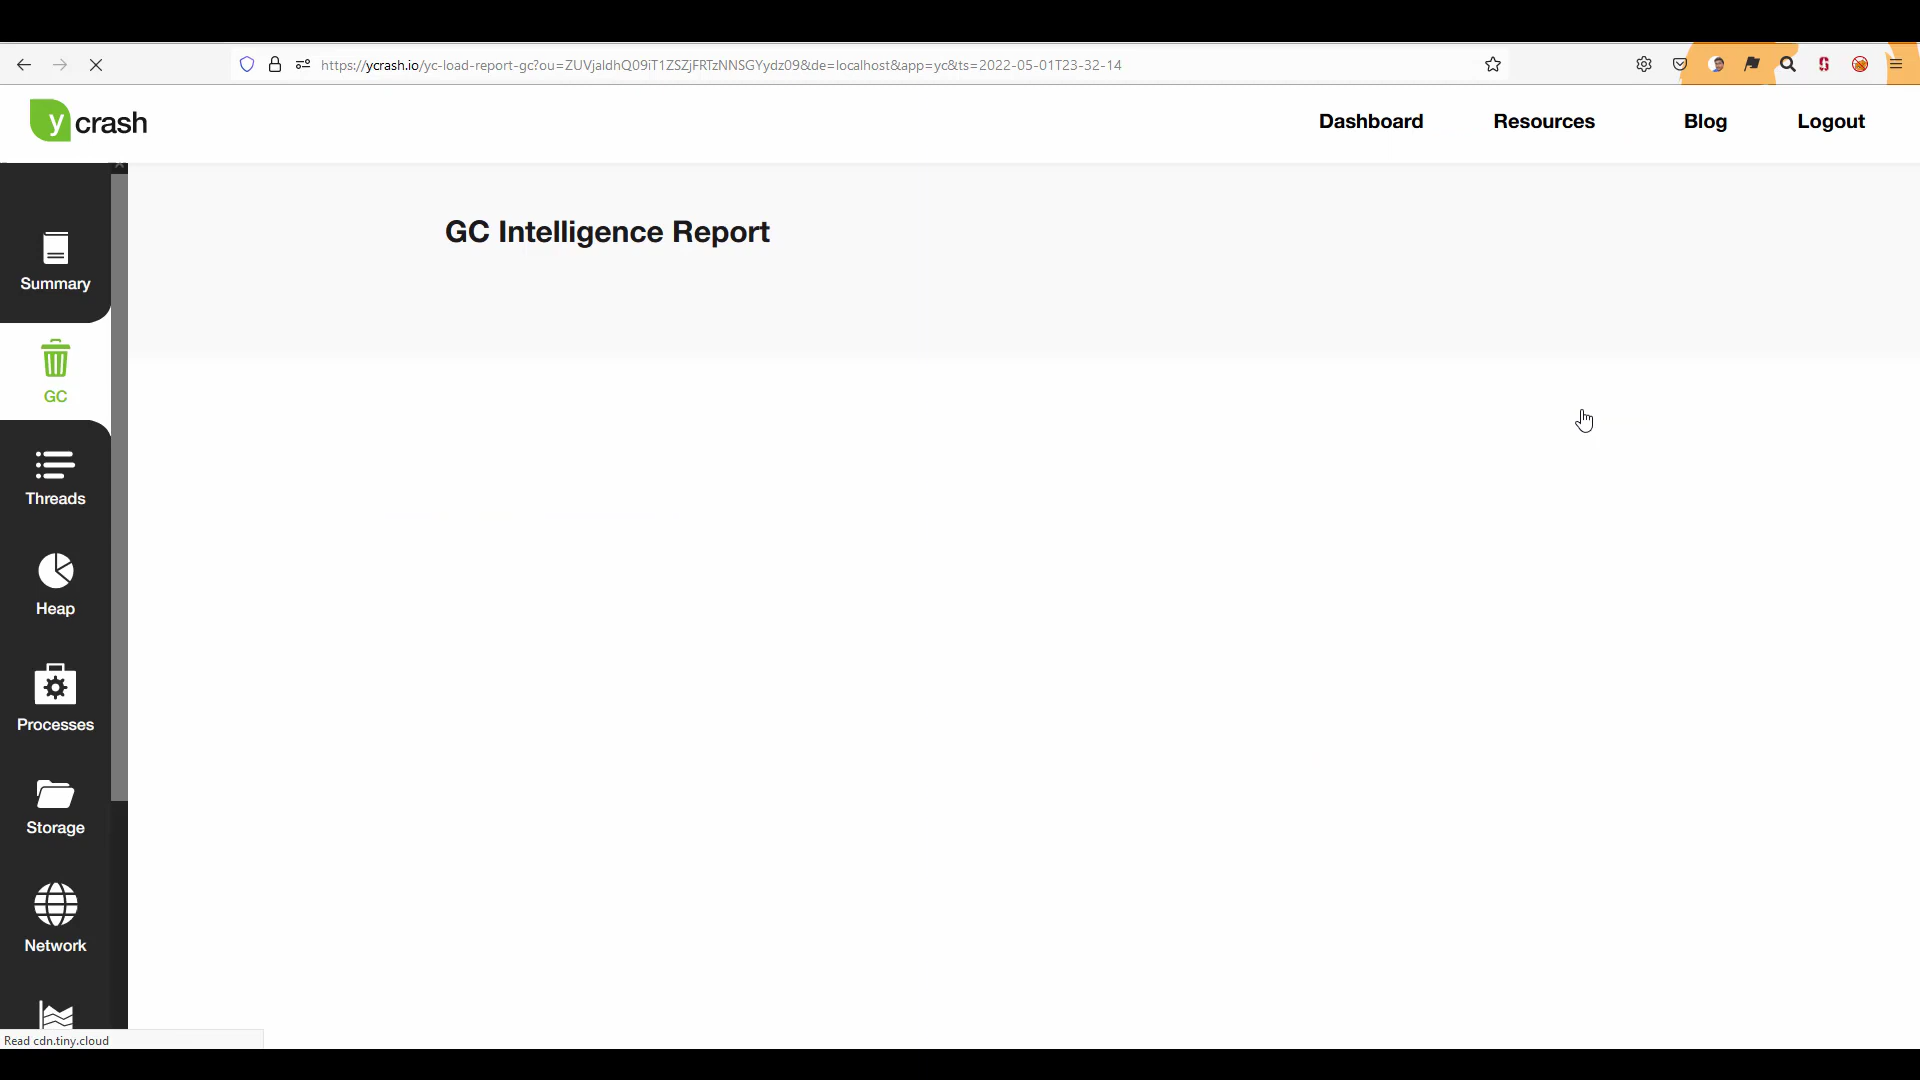 https://ycrash.io/yc-load-report-gc?ou=ZUVjaldhQ09iT1ZSZjFRTzNNSGYydz09&de=localhost&app=yc&ts=2022-05-01T23-32-14
y crash
Dashboard
Resources
Blog
Logout
GC Intelligence Report
Summary
GC
Threads
Heap
Processes
Storage
Network
Read cdn.tiny.cloud